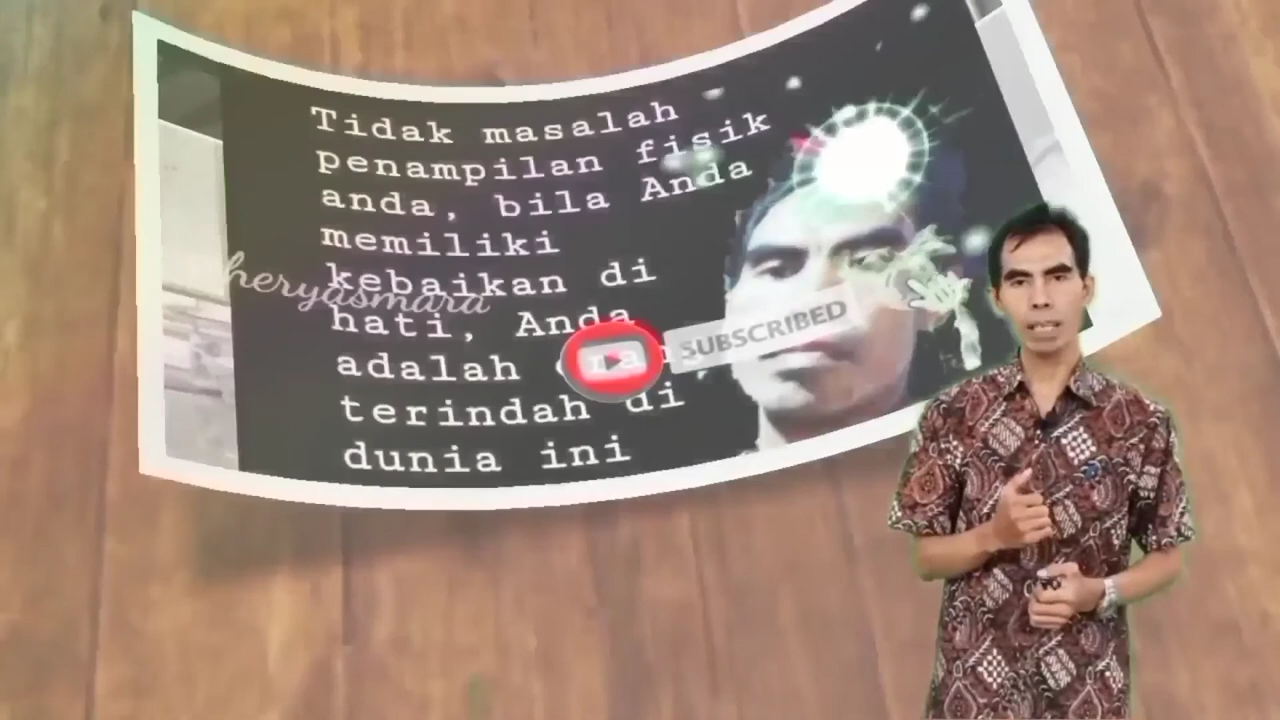 Tidak masalah
penampilan fisik
anda, bila Anda
memiliki
kebaikan di
heryasmara
hati, Anda
adalah
SUBSCRIBED
terindah di
dunia ini